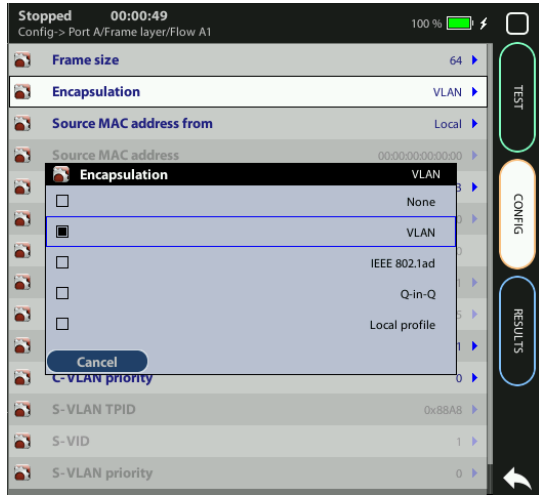 Stopped 00:00:49
100 %
Config-> Port A/Frame layer/Flow A1
Frame size 64
Encapsulation VLAN
Source MAC address from Local
Source MAC address 00:00:00:00:00:00
Encapsulation VLAN
None
VLAN
IEEE 802.1ad
Q-in-Q
Local profile
Cancel
C-VLAN priority 0
S-VLAN TPID 0x88A8
S-VID 1
S-VLAN priority 0
TEST
CONFIG
RESULTS